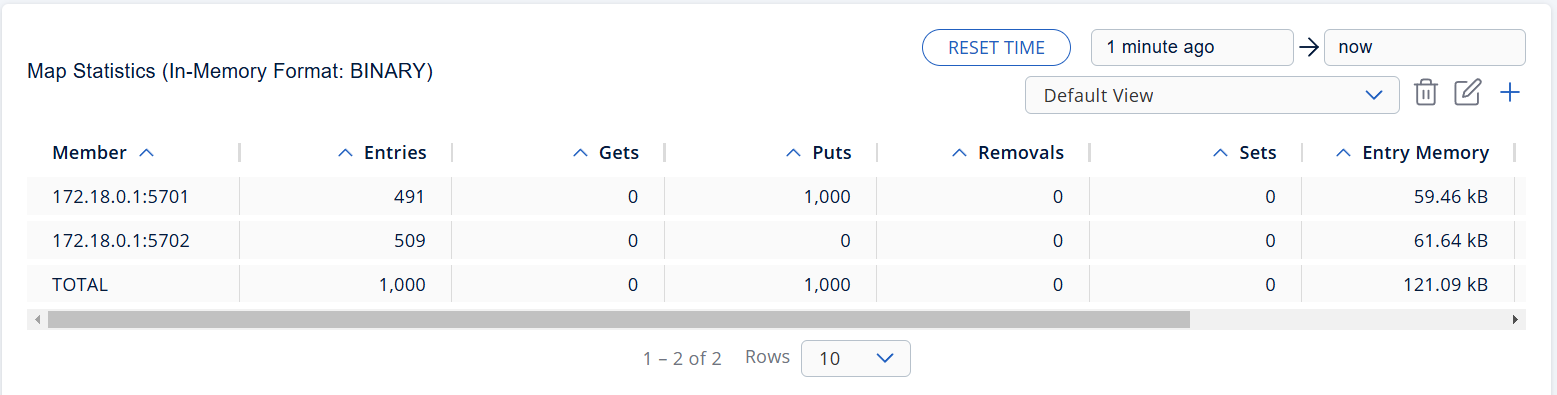 RESET TIME 1 minute ago now
Map Statistics (In-Memory Format: BINARY)
Default View
Member Entries Gets Puts Removals Sets Entry Memory
172.18.0.1:5701 491 0 1,000 0 0 59.46 kB
172.18.0.1:5702 509 0 0 0 0 61.64 kB
TOTAL 1,000 0 1,000 0 0 121.09 kB
1 – 2 of 2 Rows 10